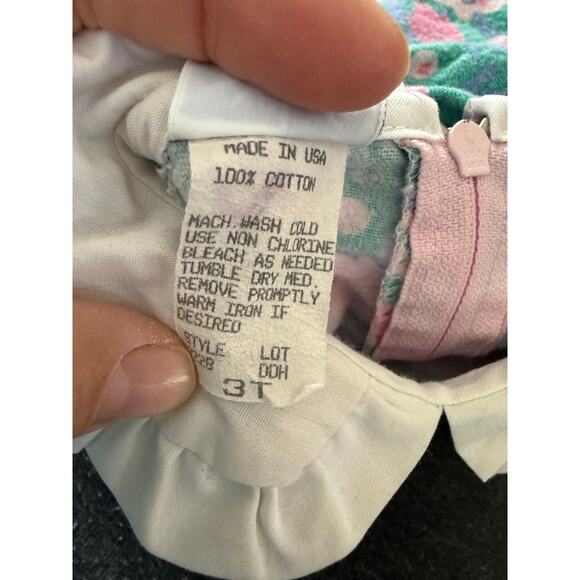 MADE IN USA
100% COTTON
MACH. WASH COLD
USE NON CHLORINE
BLEACH AS NEEDED
TUMBLE DRY MED.
REMOVE PROMPTLY
WARM IRON IF
DESIRED
STYLE LOT
DDH
3T